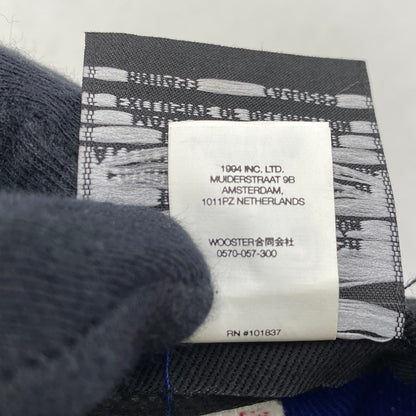 1994 INC. LTD.
MUIDERSTRAAT 9B
AMSTERDAM,
1011PZ NETHERLANDS
WOOSTER合同会社
0570-057-300
RN #101837